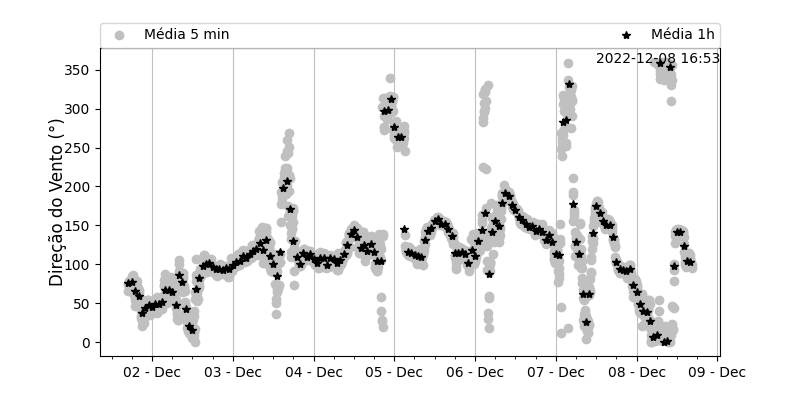 Média 5 min
Média 1h
2022-12-08 16:53
Direção do Vento (°)
350
300
250
200
150
100
50
0
02 - Dec
03 - Dec
04 - Dec
05 - Dec
06 - Dec
07 - Dec
08 - Dec
09 - Dec